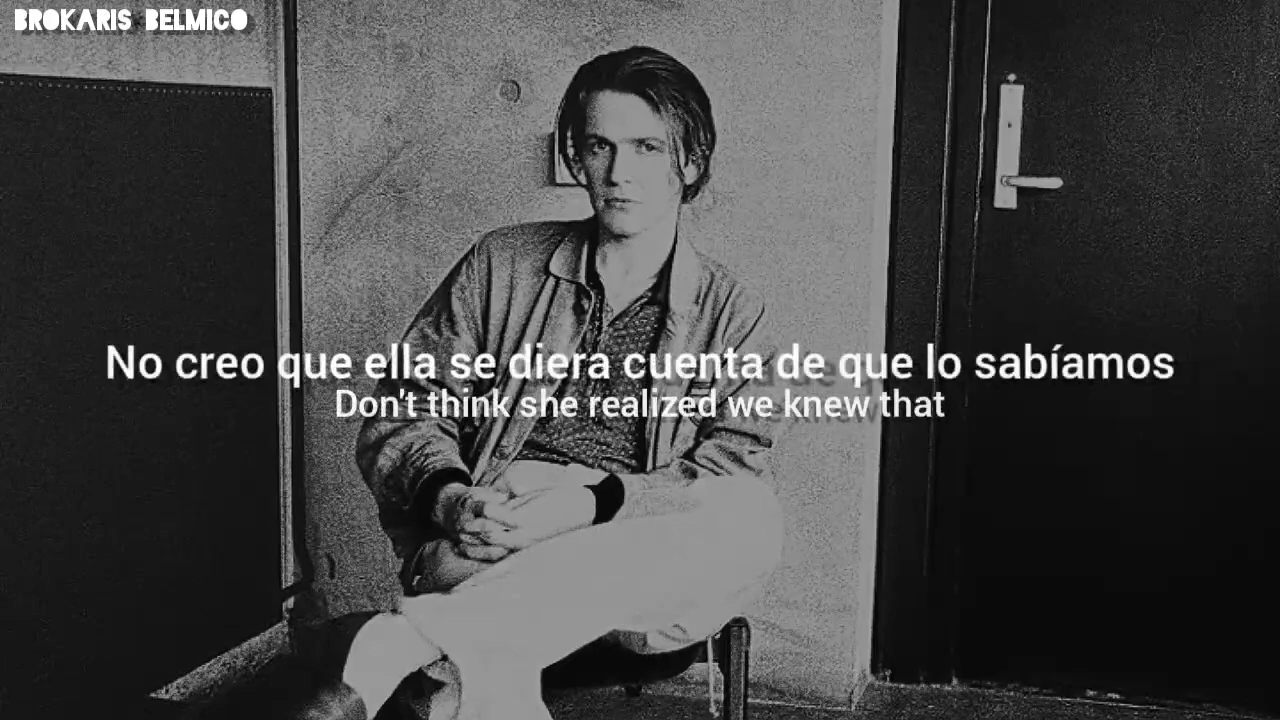 BROKARIS BELMICO
No creo que ella se diera cuenta de que lo sabíamos
Don't think she realized we knew that